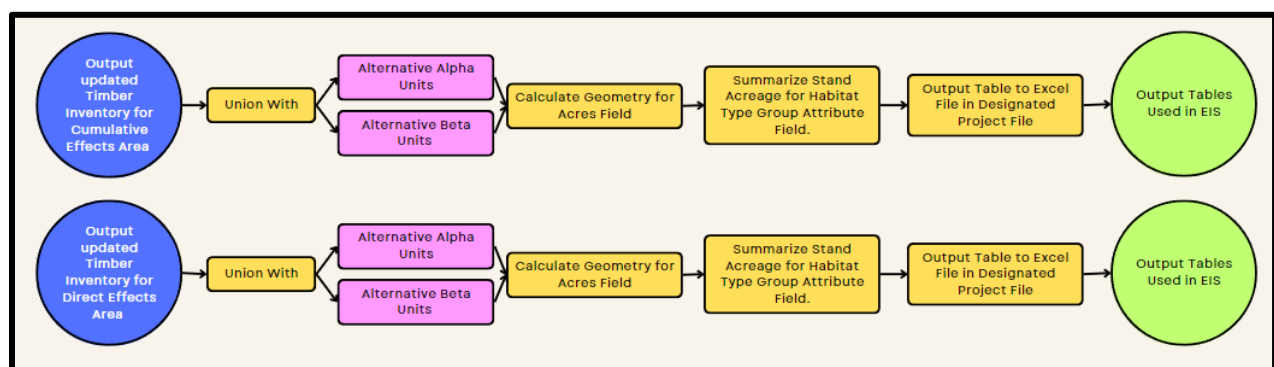 Output
updated
Timber
Inventory for
Cumulative
Effects Area
Union With
Alternative Alpha
Units
Alternative Beta
Units
Calculate Geometry for
Acres Field
Summarize Stand
Acreage for Habitat
Type Group Attribute
Field.
Output Table to Excel
File in Designated
Project File
Output Tables
Used in EIS
Output
updated
Timber
Inventory for
Direct Effects
Area
Union With
Alternative Alpha
Units
Alternative Beta
Units
Calculate Geometry for
Acres Field
Summarize Stand
Acreage for Habitat
Type Group Attribute
Field.
Output Table to Excel
File in Designated
Project File
Output Tables
Used in EIS